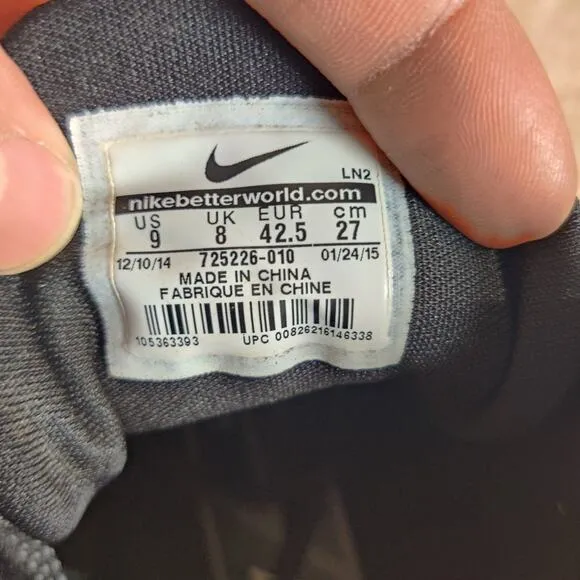 LN2
nikebetterworld.com
US UK EUR cm
9 8 42.5 27
12/10/14 725226-010 01/24/15
MADE IN CHINA
FABRIQUE EN CHINE
105363393 UPC 00826216146338